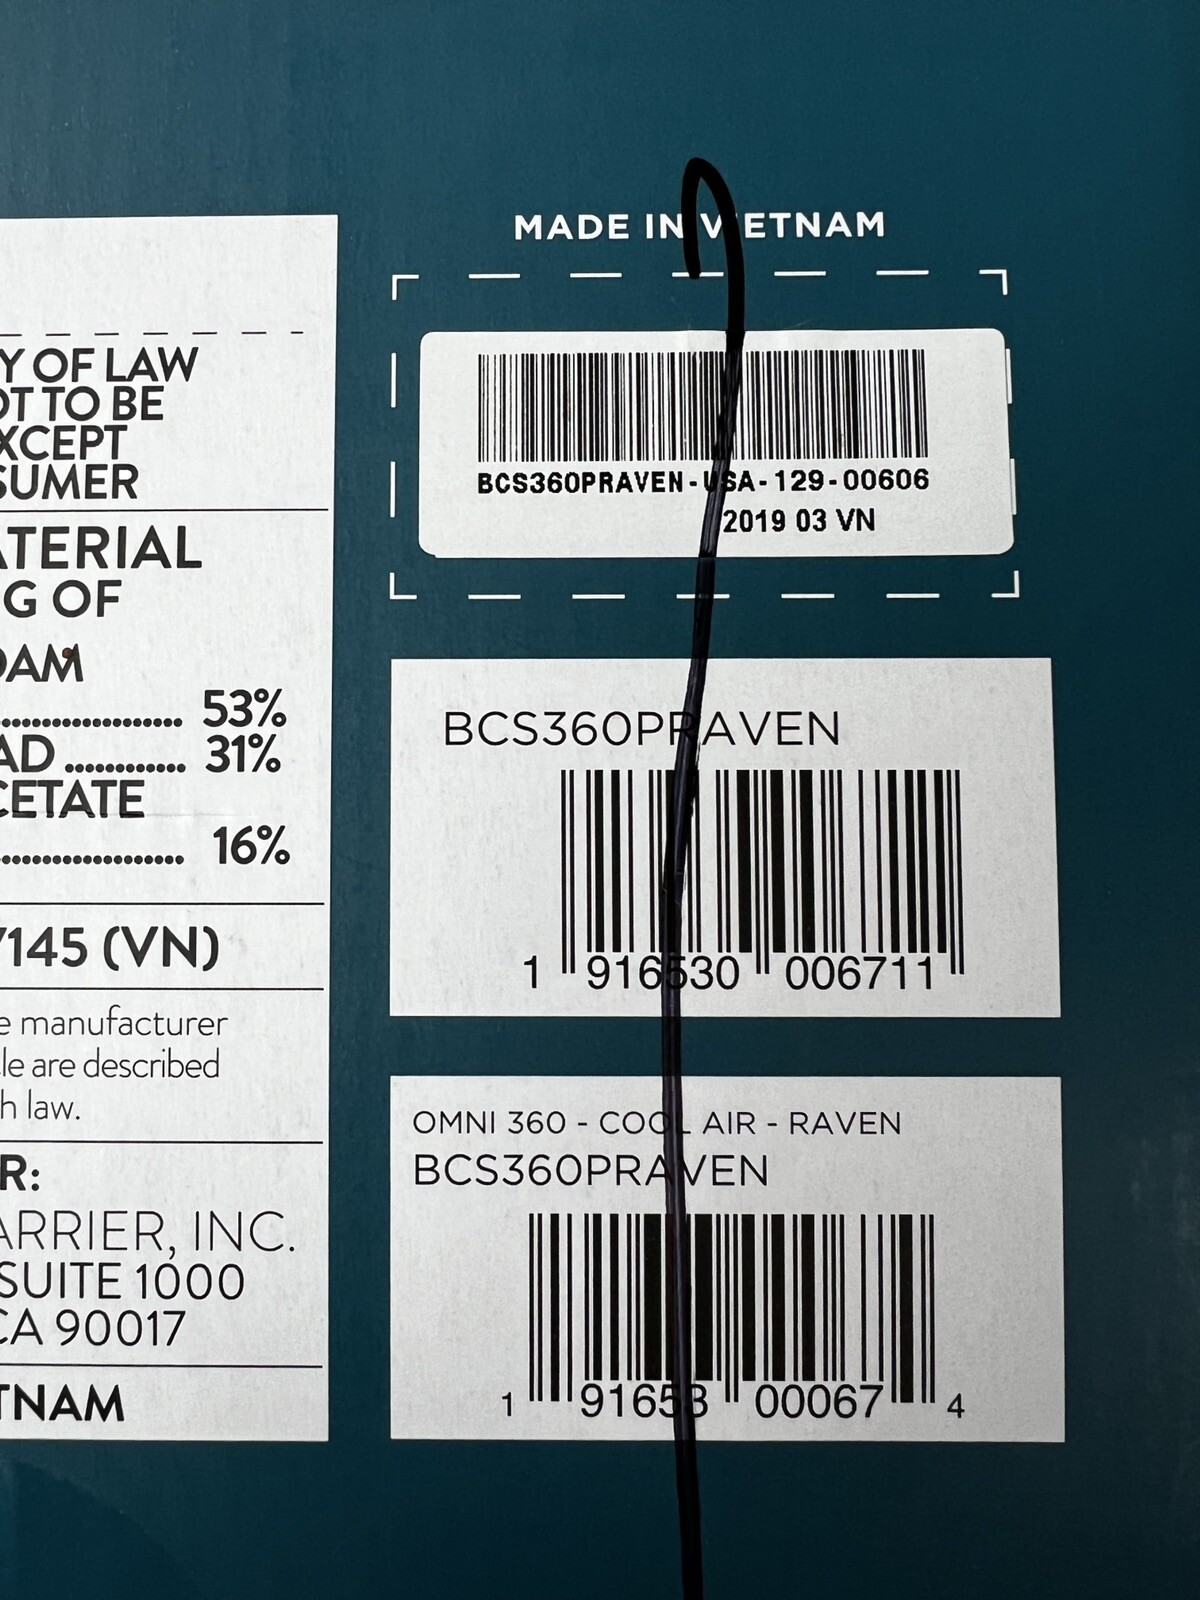 Y OF LAW
OT TO BE
XCEPT
SUMER
ATERIAL
G OF
OAM
.................... 53%
AD ............. 31%
CETATE
.................... 16%
/145 (VN)
e manufacturer
le are described
h law.
R:
ARRIER, INC.
SUITE 1000
CA 90017
TNAM
MADE IN VIETNAM
BCS360PRAVEN-USA-129-00606
2019 03 VN
BCS360PRAVEN
1 916530 006711
OMNI 360 - COOL AIR - RAVEN
BCS360PRAVEN
1 91653 00067 4